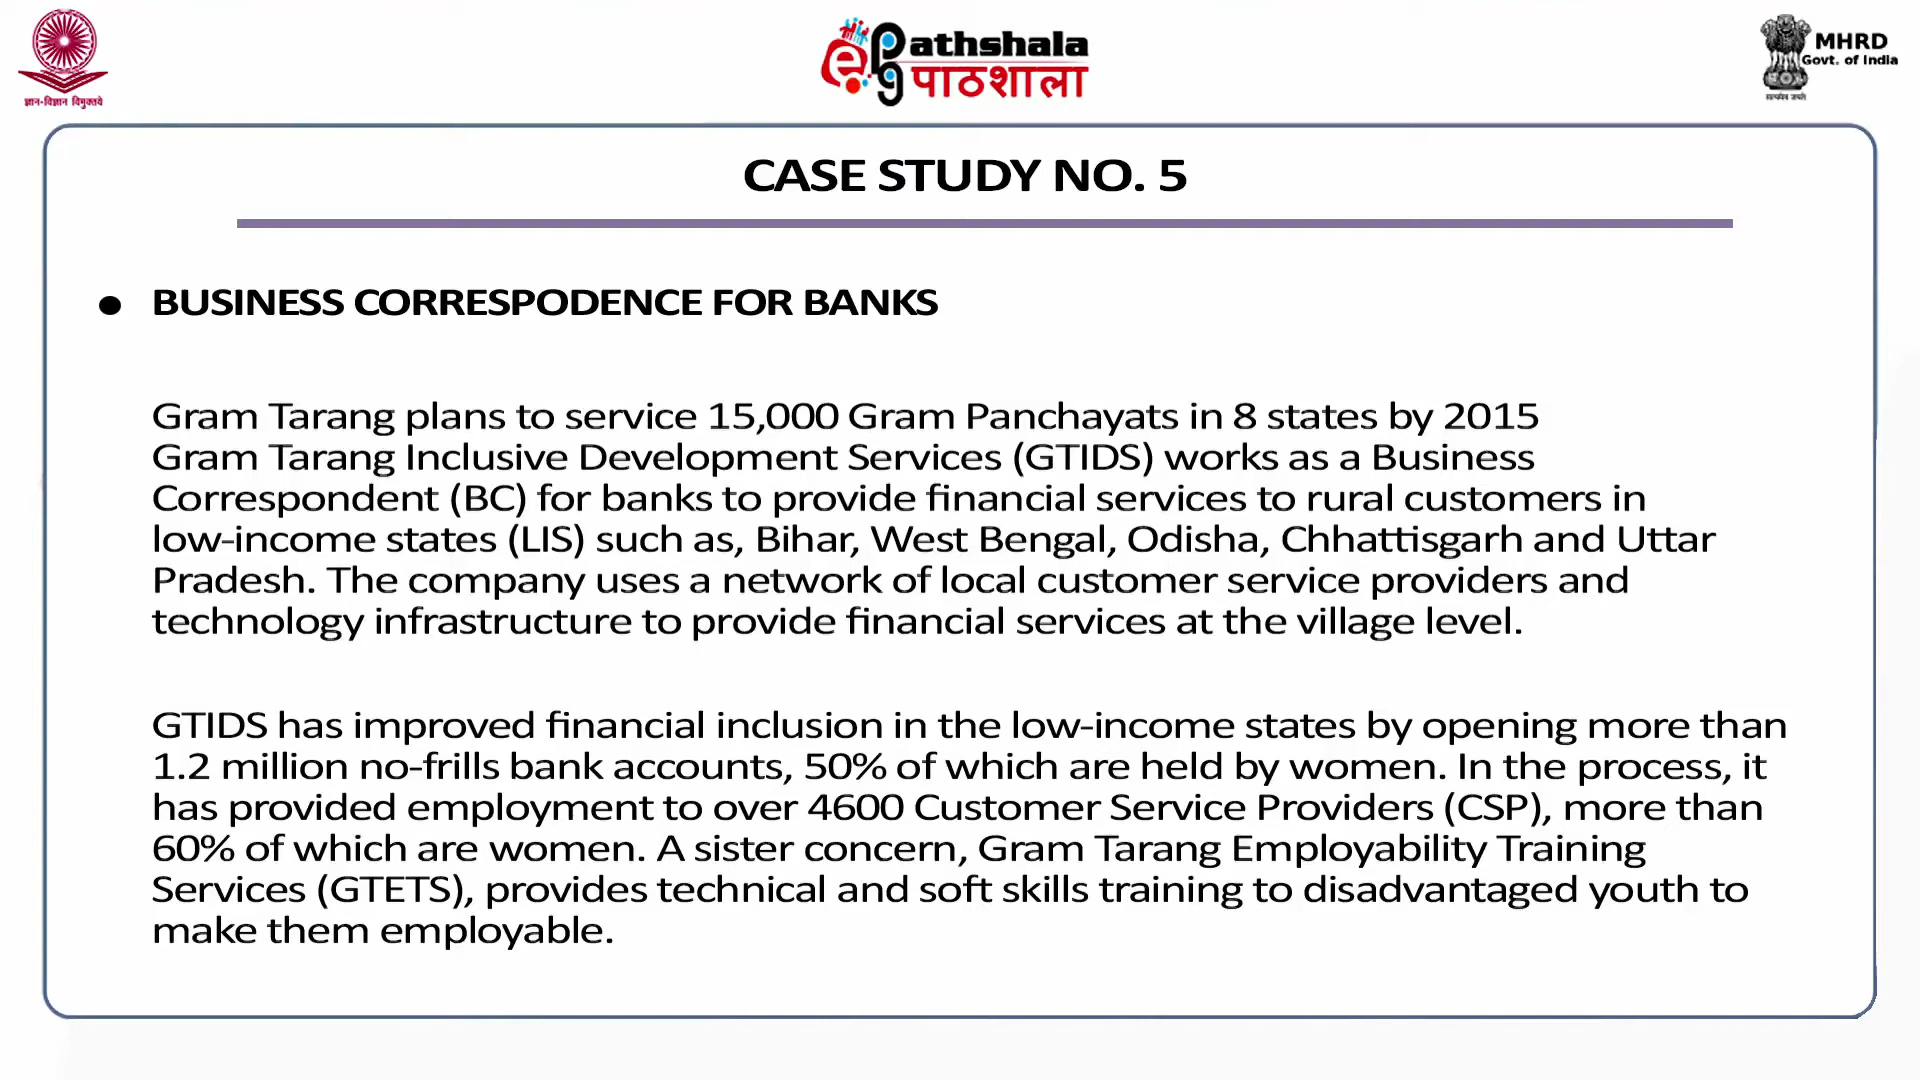 ज्ञान-विज्ञान विमुक्तये
ePg Pathshala
पाठशाला
MHRD
Govt. of India
सत्यमेव जयते
CASE STUDY NO. 5
● BUSINESS CORRESPODENCE FOR BANKS
Gram Tarang plans to service 15,000 Gram Panchayats in 8 states by 2015
Gram Tarang Inclusive Development Services (GTIDS) works as a Business
Correspondent (BC) for banks to provide financial services to rural customers in
low-income states (LIS) such as, Bihar, West Bengal, Odisha, Chhattisgarh and Uttar
Pradesh. The company uses a network of local customer service providers and
technology infrastructure to provide financial services at the village level.
GTIDS has improved financial inclusion in the low-income states by opening more than
1.2 million no-frills bank accounts, 50% of which are held by women. In the process, it
has provided employment to over 4600 Customer Service Providers (CSP), more than
60% of which are women. A sister concern, Gram Tarang Employability Training
Services (GTETS), provides technical and soft skills training to disadvantaged youth to
make them employable.